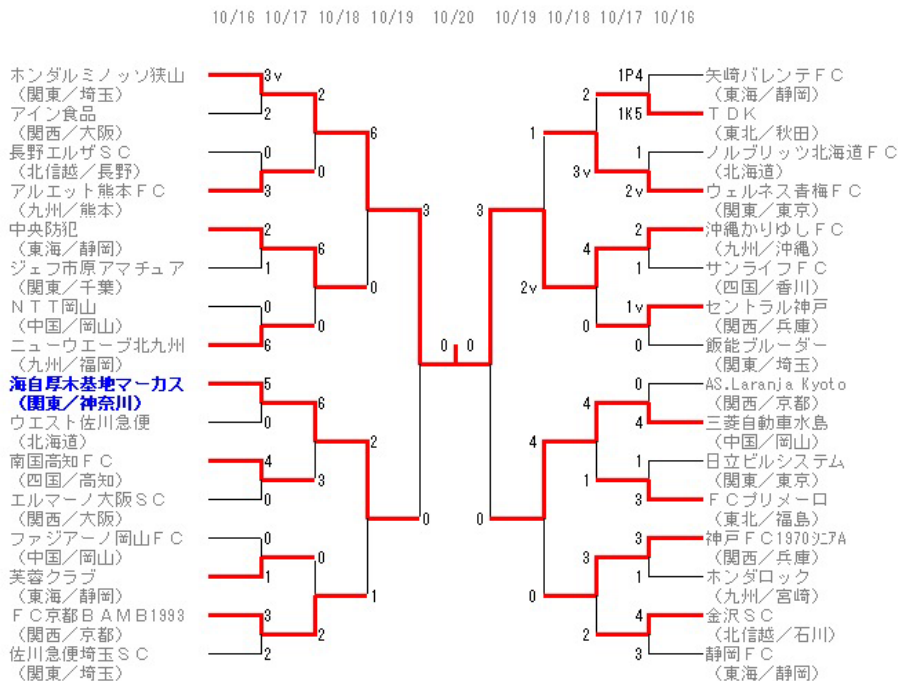 10/16 10/17 10/18 10/19 10/20 10/19 10/18 10/17 10/16
ホンダルミノッソ狭山
（関東／埼玉）
アイン食品
（関西／大阪）
長野エルザＳＣ
（北信越／長野）
アルエット熊本ＦＣ
（九州／熊本）
中央防犯
（東海／静岡）
ジェフ市原アマチュア
（関東／千葉）
ＮＴＴ岡山
（中国／岡山）
ニューウエーブ北九州
（九州／福岡）
海自厚木基地マーカス
（関東／神奈川）
ウエスト佐川急便
（北海道）
南国高知ＦＣ
（四国／高知）
エルマーノ大阪ＳＣ
（関西／大阪）
ファジアーノ岡山ＦＣ
（中国／岡山）
芙蓉クラブ
（東海／静岡）
ＦＣ京都ＢＡＭＢ1993
（関西／京都）
佐川急便埼玉ＳＣ
（関東／埼玉）
3v
2
0
3
2
1
0
6
5
0
4
0
0
1
3
2
2
0
6
0
6
3
0
2
6
0
2
1
3
0
0 0
3
0
1
2v
4
0
2
3v
4
0
4
1
3
2
1P4
1K5
1
2v
2
1
1v
0
0
4
1
3
3
1
4
3
矢崎バレンテＦＣ
（東海／静岡）
ＴＤＫ
（東北／秋田）
ノルブリッツ北海道ＦＣ
（北海道）
ウェルネス青梅ＦＣ
（関東／東京）
沖縄かりゆしＦＣ
（九州／沖縄）
サンライフＦＣ
（四国／香川）
セントラル神戸
（関西／兵庫）
飯能ブルーダー
（関東／埼玉）
AS.Laranja Kyoto
（関西／京都）
三菱自動車水島
（中国／岡山）
日立ビルシステム
（関東／東京）
ＦＣプリメーロ
（東北／福島）
神戸ＦＣ1970ｼﾆｱA
（関西／兵庫）
ホンダロック
（九州／宮崎）
金沢ＳＣ
（北信越／石川）
静岡ＦＣ
（東海／静岡）